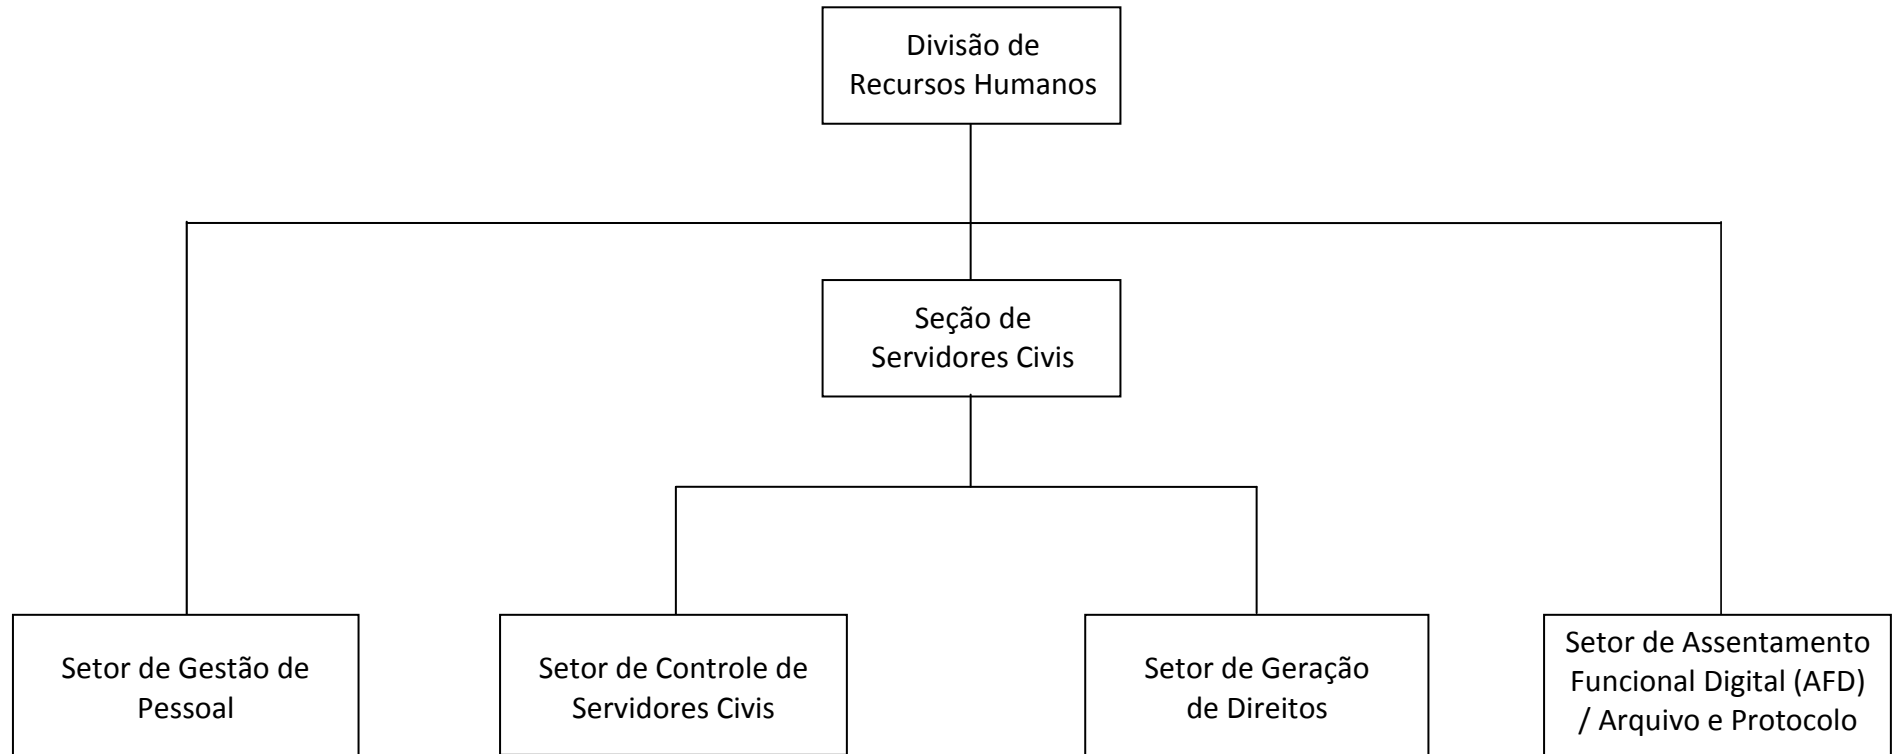 Divisão de
Recursos Humanos
Seção de
Servidores Civis
Setor de Gestão de
Pessoal
Setor de Controle de
Servidores Civis
Setor de Geração
de Direitos
Setor de Assentamento
Funcional Digital (AFD)
/ Arquivo e Protocolo